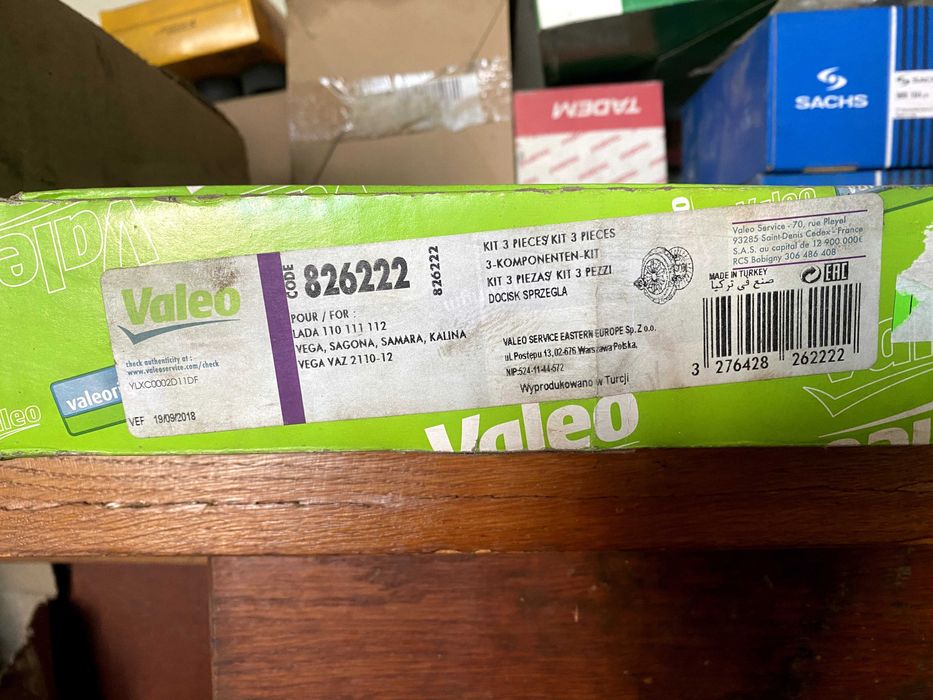 TADEM
SACHS
Valeo
check authenticity at :
www.valeoservice.com/check
YLXC0002D11DF
VEF 19/09/2018
CODE 826222
826222
POUR / FOR :
LADA 110 111 112
VEGA, SAGONA, SAMARA, KALINA
VEGA VAZ 2110-12
KIT 3 PIECES/ KIT 3 PIECES
3-KOMPONENTEN-KIT
KIT 3 PIEZAS/ KIT 3 PEZZI
DOCISK SPRZEGLA
VALEO SERVICE EASTERN EUROPE Sp. Z o.o.
ul. Postepu 13, 02-676 Warszawa Polska,
NIP:524-11-44-572
Wyprodukowano w Turcji
Valeo Service - 70, rue Pleyel
93285 Saint-Denis Cedex - France
S.A.S. au capital de 12 900 000€
RCS Bobigny 306 486 408
MADE IN TURKEY
صنع في تركيا
EAC
3 276428 262222
Valeo
Valeo
valeo